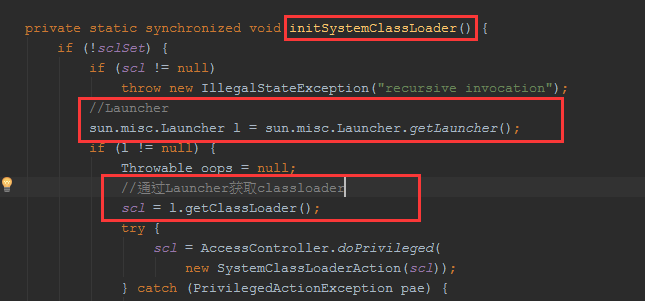 private static synchronized void initSystemClassLoader() {
if (!sclSet) {
if (scl != null)
throw new IllegalStateException("recursive invocation");
//Launcher
sun.misc.Launcher l = sun.misc.Launcher.getLauncher();
if (l != null) {
Throwable oops = null;
//通过Launcher获取classloader
scl = l.getClassLoader();
try {
scl = AccessController.doPrivileged(
new SystemClassLoaderAction(scl));
} catch (PrivilegedActionException pae) {